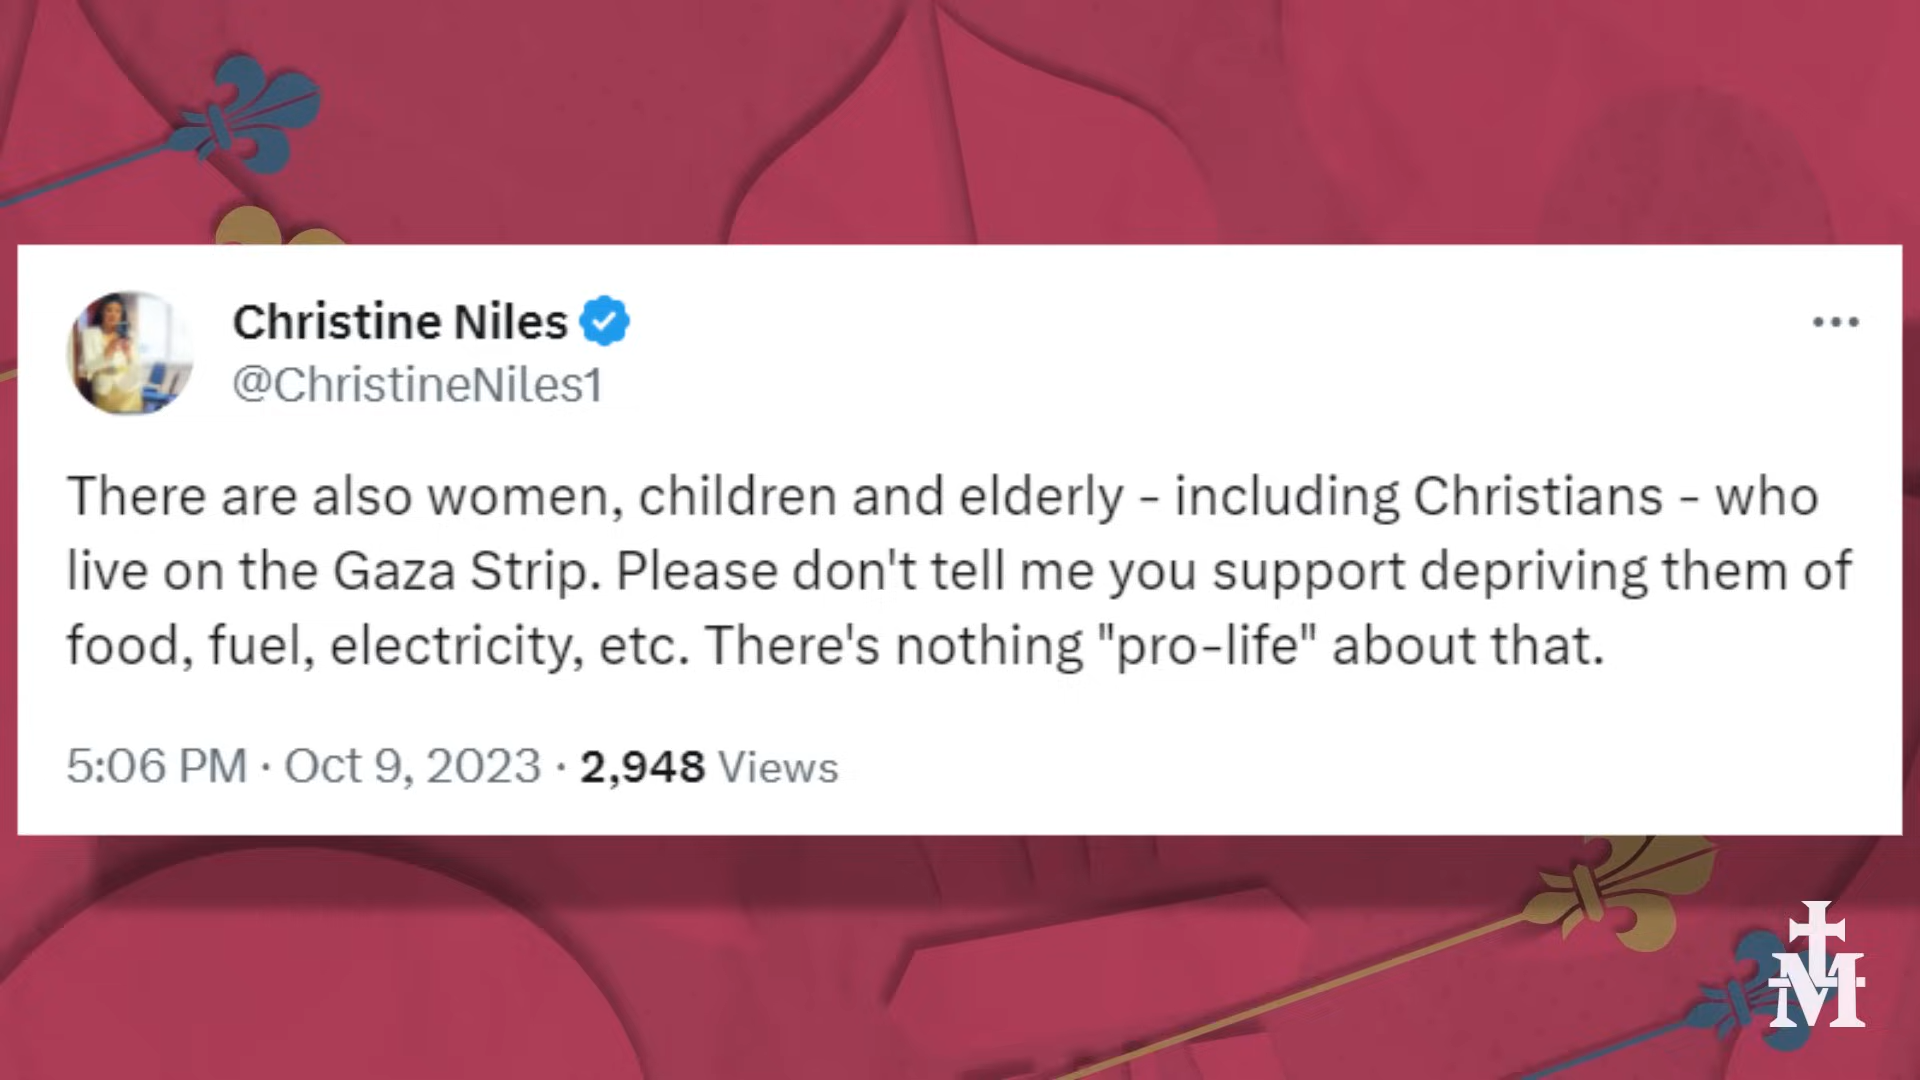 Christine Niles
@ChristineNiles1
There are also women, children and elderly - including Christians - who
live on the Gaza Strip. Please don't tell me you support depriving them of
food, fuel, electricity, etc. There's nothing "pro-life" about that.
5:06 PM · Oct 9, 2023 · 2,948 Views
M